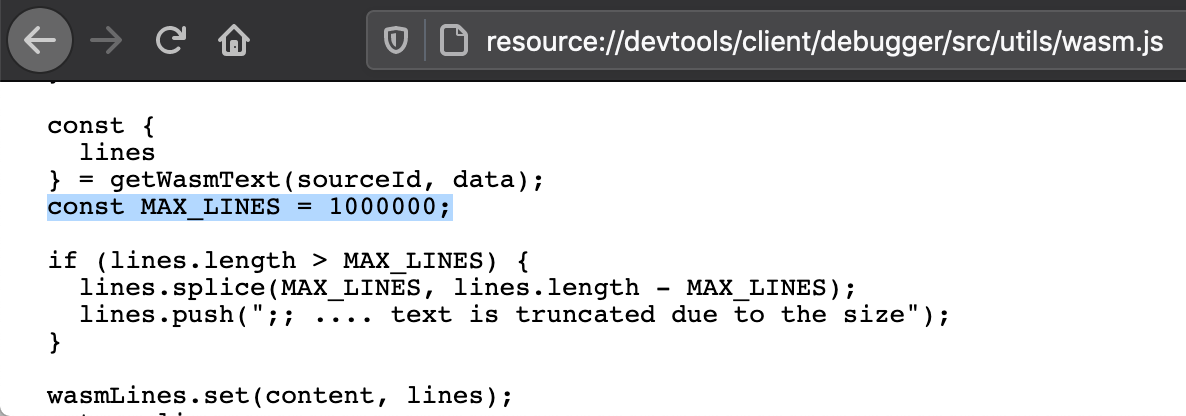 resource://devtools/client/debugger/src/utils/wasm.js
const {
  lines
} = getWasmText(sourceId, data);
const MAX_LINES = 1000000;
if (lines.length > MAX_LINES) {
  lines.splice(MAX_LINES, lines.length - MAX_LINES);
  lines.push(";; .... text is truncated due to the size");
}
wasmLines.set(content, lines);